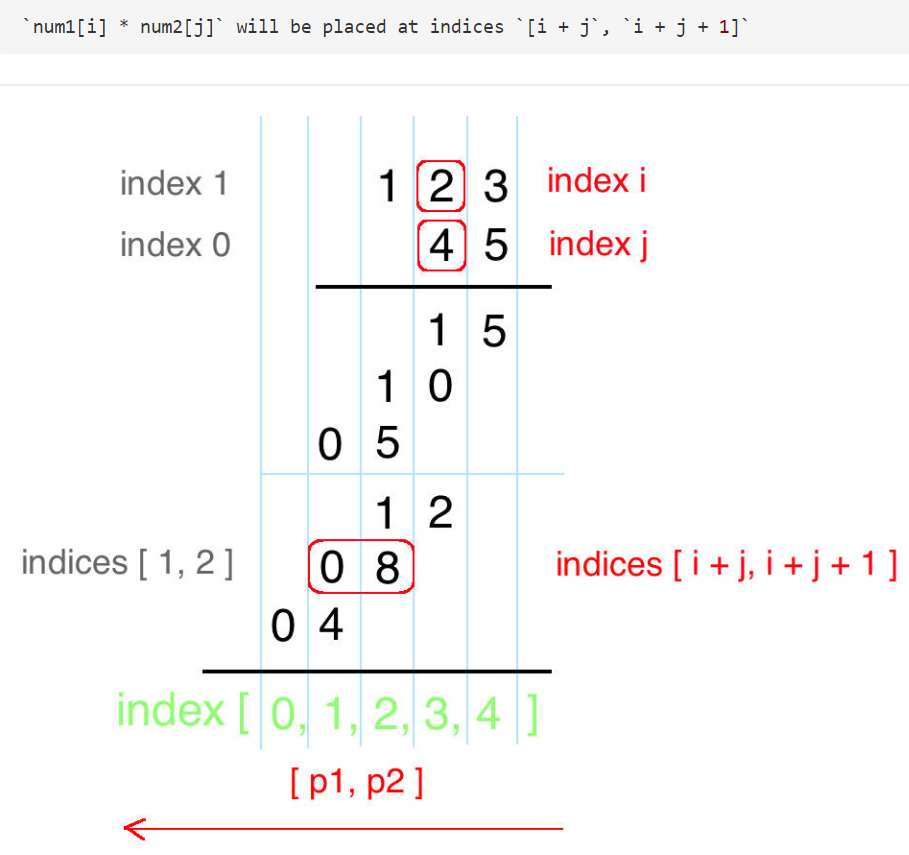 `num1[i] * num2[j]` will be placed at indices `[i + j`, `i + j + 1]`
index 1 1 2 3 index i
index 0 4 5 index j
1 5
1 0
0 5
1 2
indices [ 1, 2 ] 0 8 indices [ i + j, i + j + 1 ]
0 4
index [ 0, 1, 2, 3, 4 ]
[ p1, p2 ]